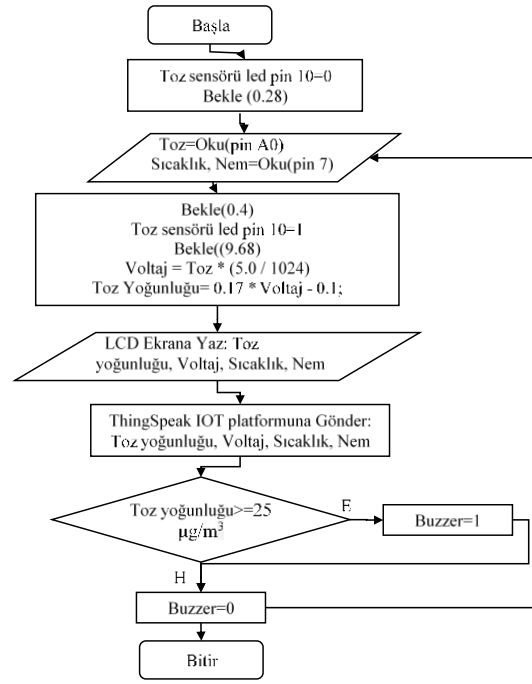 Başla
Toz sensörü led pin 10=0
Bekle (0.28)
Toz=Oku(pin A0)
Sıcaklık, Nem=Oku(pin 7)
Bekle(0.4)
Toz sensörü led pin 10=1
Bekle((9.68)
Voltaj = Toz * (5.0 / 1024)
Toz Yoğunluğu= 0.17 * Voltaj - 0.1;
LCD Ekrana Yaz: Toz
yoğunluğu, Voltaj, Sıcaklık, Nem
ThingSpeak IOT platformuna Gönder:
Toz yoğunluğu, Voltaj, Sıcaklık, Nem
Toz yoğunluğu>=25
µg/m³
E
Buzzer=1
H
Buzzer=0
Bitir